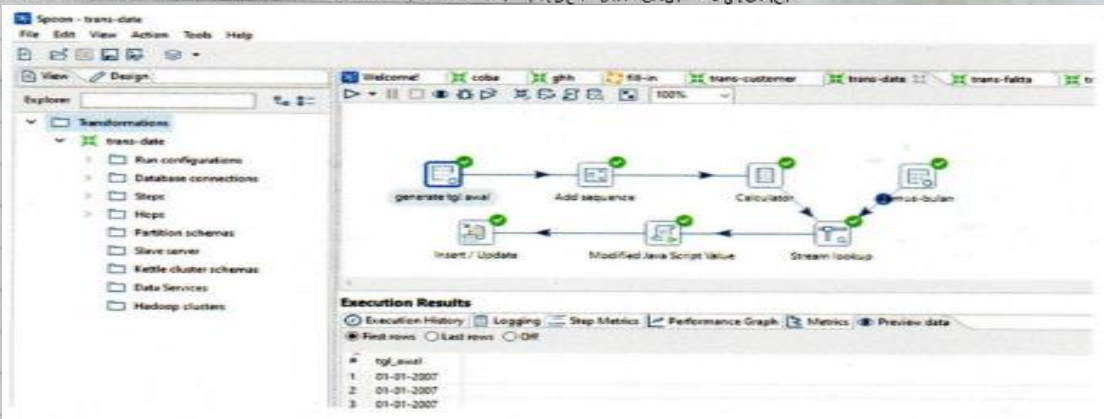 Spoon - trans-date
File Edit View Action Tools Help
View Design
Welcome! coba ghh fill-in trans-customer trans-date trans-fakta tr
Explorer
100%
Transformations
trans-date
Run configurations
Database connections
Steps
Hops
Partition schemas
Slave server
Kettle cluster schemas
Data Services
Hadoop clusters
generate tgl awal Add sequence Calculator mus-bulan
Insert / Update Modified Java Script Value Stream lookup
Execution Results
Execution History Logging Step Metrics Performance Graph Metrics Preview data
First rows Last rows Off
# tgl_awal
1 01-01-2007
2 01-01-2007
3 01-01-2007